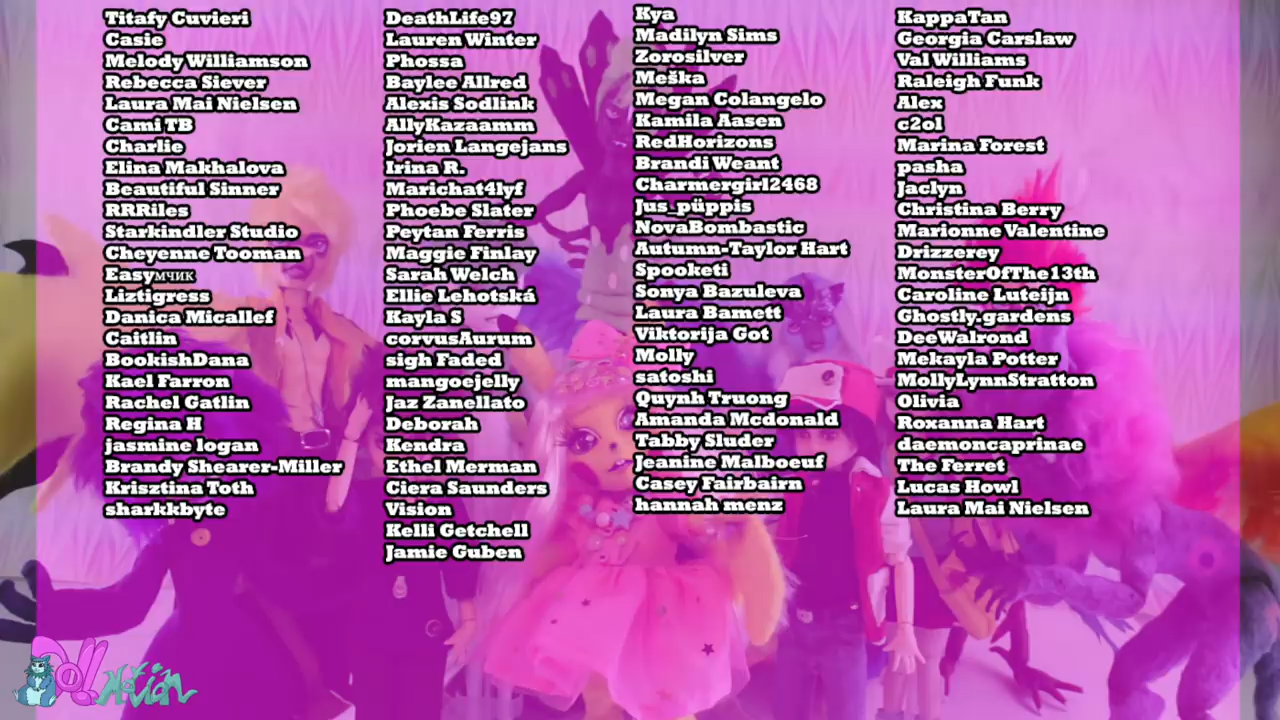 Titafy Cuvieri
Casie
Melody Williamson
Rebecca Siever
Laura Mai Nielsen
Cami TB
Charlie
Elina Makhalova
Beautiful Sinner
RRRiles
Starkindler Studio
Cheyenne Tooman
Easyмчик
Liztigress
Danica Micallef
Caitlin
BookishDana
Kael Farron
Rachel Gatlin
Regina H
jasmine logan
Brandy Shearer-Miller
Krisztina Toth
sharkkbyte
DeathLife97
Lauren Winter
Phossa
Baylee Allred
Alexis Sodlink
AllyKazaamm
Jorien Langejans
Irina R.
Marichat4lyf
Phoebe Slater
Peytan Ferris
Maggie Finlay
Sarah Welch
Ellie Lehotská
Kayla S
corvusAurum
sigh Faded
mangoejelly
Jaz Zanellato
Deborah
Kendra
Ethel Merman
Ciera Saunders
Vision
Kelli Getchell
Jamie Guben
Kya
Madilyn Sims
Zorosilver
Meška
Megan Colangelo
Kamila Aasen
RedHorizons
Brandi Weant
Charmergirl2468
Jus_püppis
NovaBombastic
Autumn-Taylor Hart
Spooketi
Sonya Bazuleva
Laura Bamett
Viktorija Got
Molly
satoshi
Quynh Truong
Amanda Mcdonald
Tabby Sluder
Jeanine Malboeuf
Casey Fairbairn
hannah menz
KappaTan
Georgia Carslaw
Val Williams
Raleigh Funk
Alex
c2ol
Marina Forest
pasha
Jaclyn
Christina Berry
Marionne Valentine
Drizzerey
MonsterOfThe13th
Caroline Luteijn
Ghostly.gardens
DeeWalrond
Mekayla Potter
MollyLynnStratton
Olivia
Roxanna Hart
daemoncaprinae
The Ferret
Lucas Howl
Laura Mai Nielsen
Doll Motion